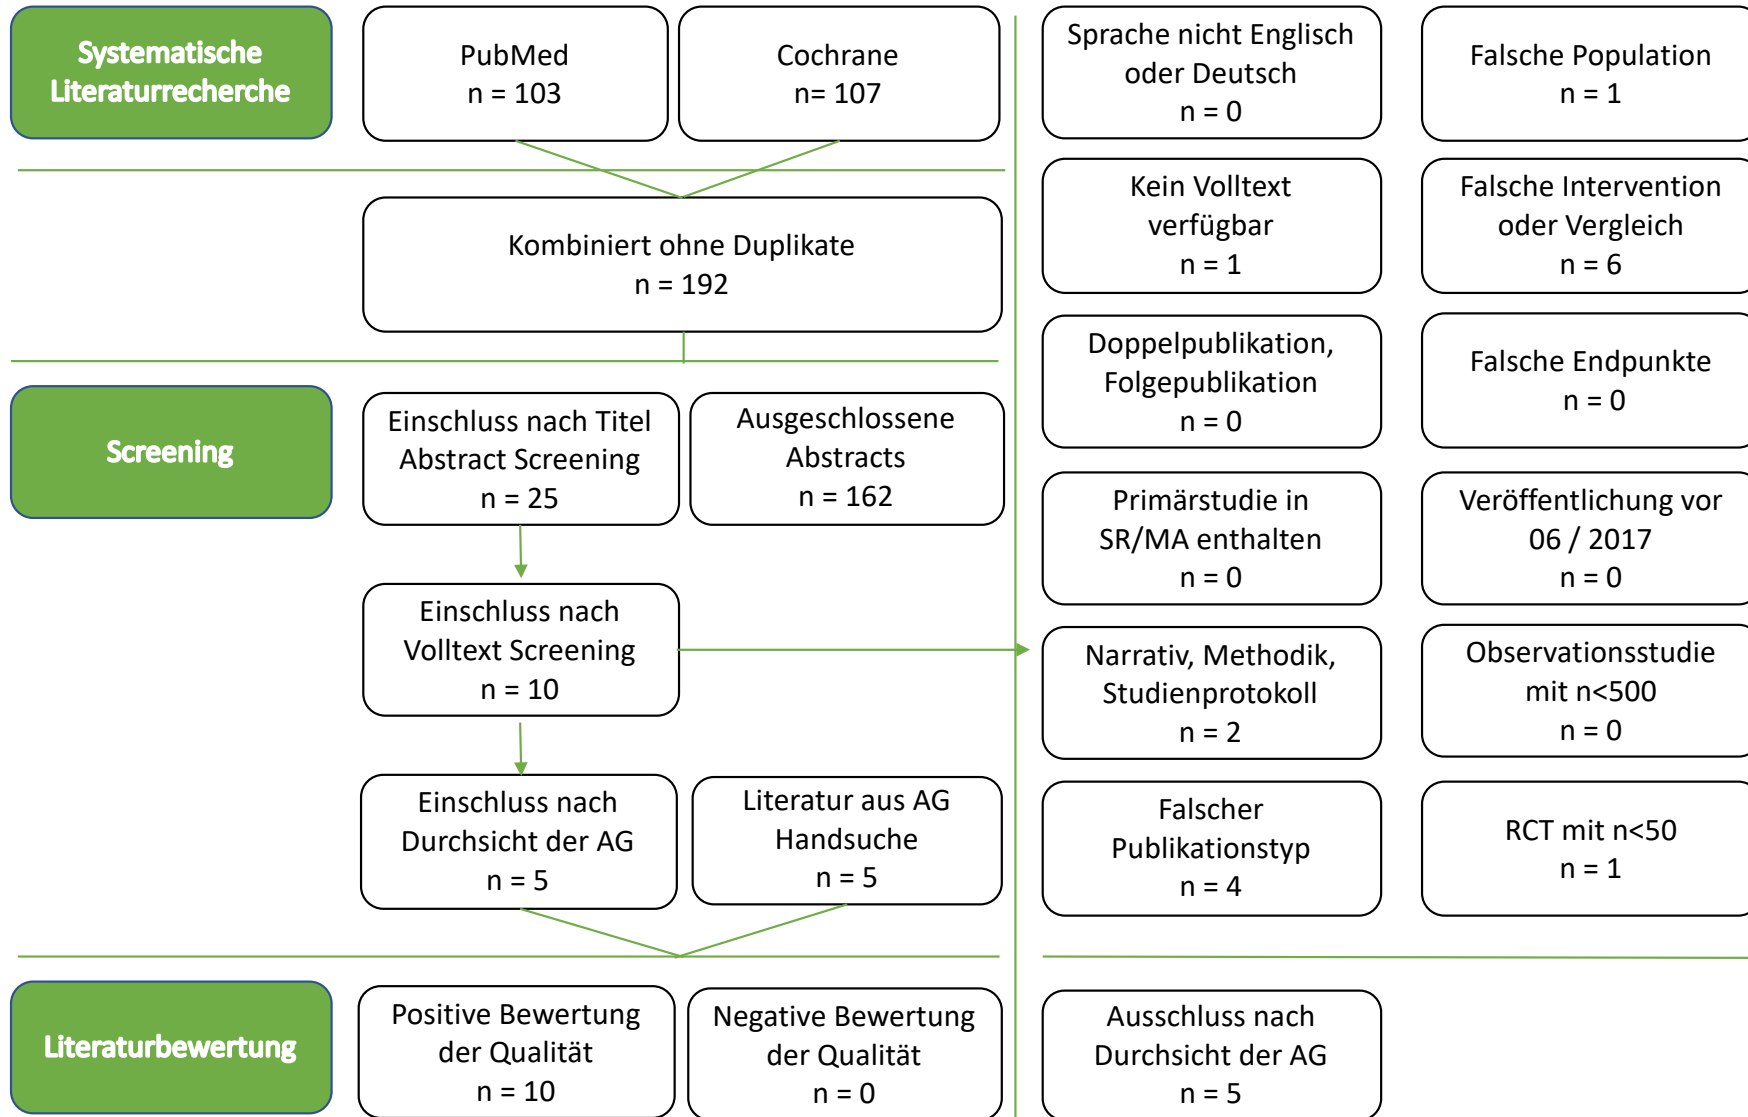 Systematische
Literaturrecherche
PubMed
n = 103
Cochrane
n= 107
Kombiniert ohne Duplikate
n = 192
Screening
Einschluss nach Titel
Abstract Screening
n = 25
Ausgeschlossene
Abstracts
n = 162
Einschluss nach
Volltext Screening
n = 10
Einschluss nach
Durchsicht der AG
n = 5
Literatur aus AG
Handsuche
n = 5
Literaturbewertung
Positive Bewertung
der Qualität
n = 10
Negative Bewertung
der Qualität
n = 0
Sprache nicht Englisch
oder Deutsch
n = 0
Falsche Population
n = 1
Kein Volltext
verfügbar
n = 1
Falsche Intervention
oder Vergleich
n = 6
Doppelpublikation,
Folgepublikation
n = 0
Falsche Endpunkte
n = 0
Primärstudie in
SR/MA enthalten
n = 0
Veröffentlichung vor
06 / 2017
n = 0
Narrativ, Methodik,
Studienprotokoll
n = 2
Observationsstudie
mit n<500
n = 0
Falscher
Publikationstyp
n = 4
RCT mit n<50
n = 1
Ausschluss nach
Durchsicht der AG
n = 5